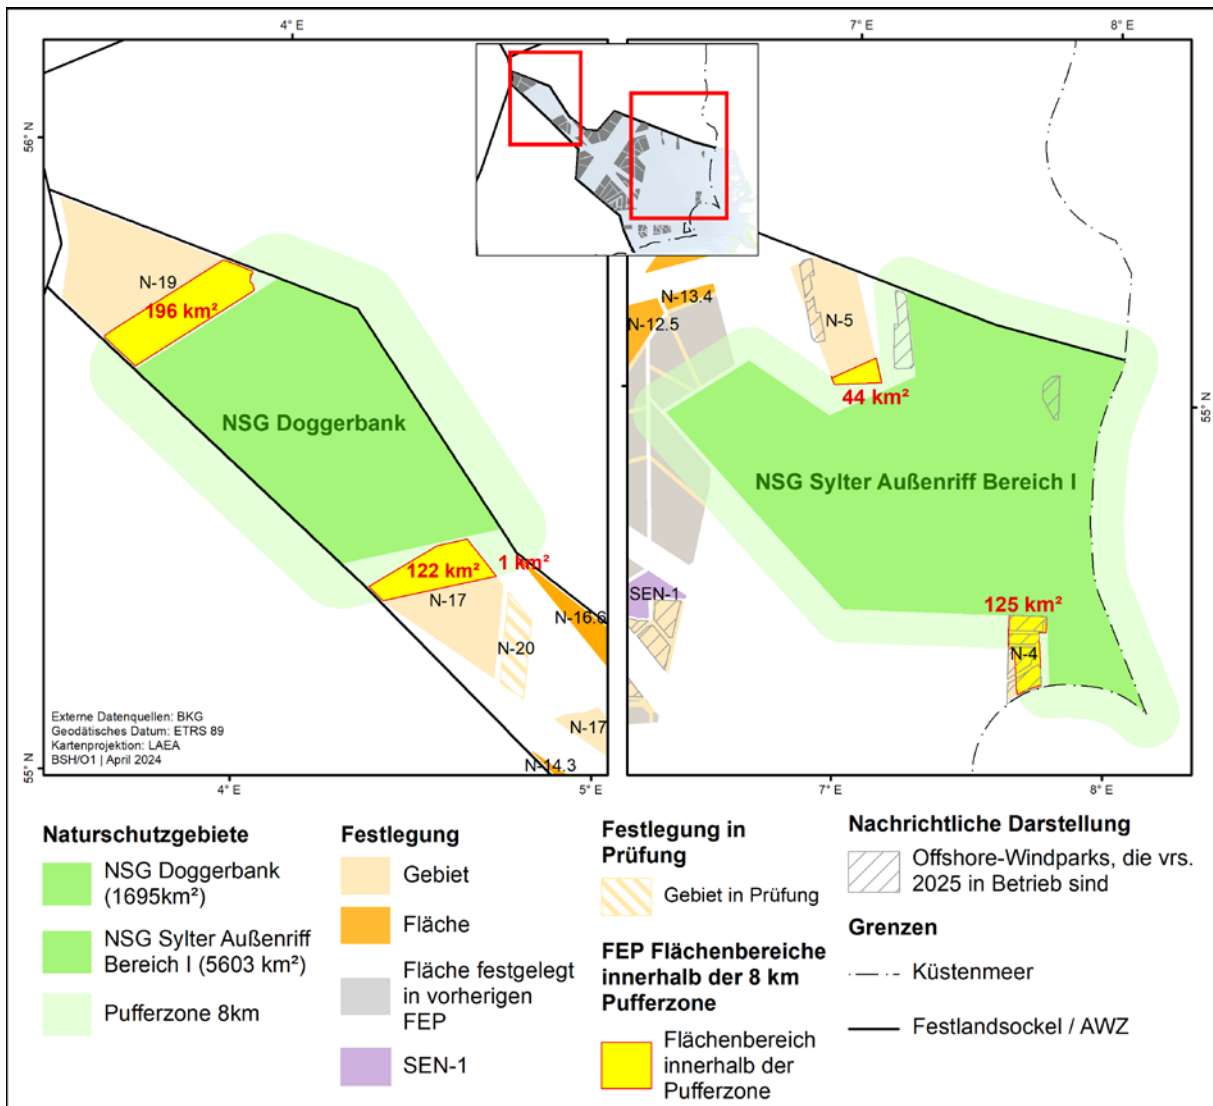 4° E
7° E
8° E
56° N
N-19
196 km²
NSG Doggerbank
122 km²
1 km²
N-17
N-16.6
N-20
N-17
N-14.3
Externe Datenquellen: BKG
Geodätisches Datum: ETRS 89
Kartenprojektion: LAEA
BSH/O1 | April 2024
55° N
4° E
5° E
N-13.4
N-12.5
N-5
44 km²
55° N
NSG Sylter Außenriff Bereich I
SEN-1
125 km²
N-4
7° E
8° E
Naturschutzgebiete
NSG Doggerbank
(1695km²)
NSG Sylter Außenriff
Bereich I (5603 km²)
Pufferzone 8km
Festlegung
Gebiet
Fläche
Fläche festgelegt
in vorherigen
FEP
SEN-1
Festlegung in
Prüfung
Gebiet in Prüfung
FEP Flächenbereiche
innerhalb der 8 km
Pufferzone
Flächenbereich
innerhalb der
Pufferzone
Nachrichtliche Darstellung
Offshore-Windparks, die vrs.
2025 in Betrieb sind
Grenzen
Küstenmeer
Festlandsockel / AWZ